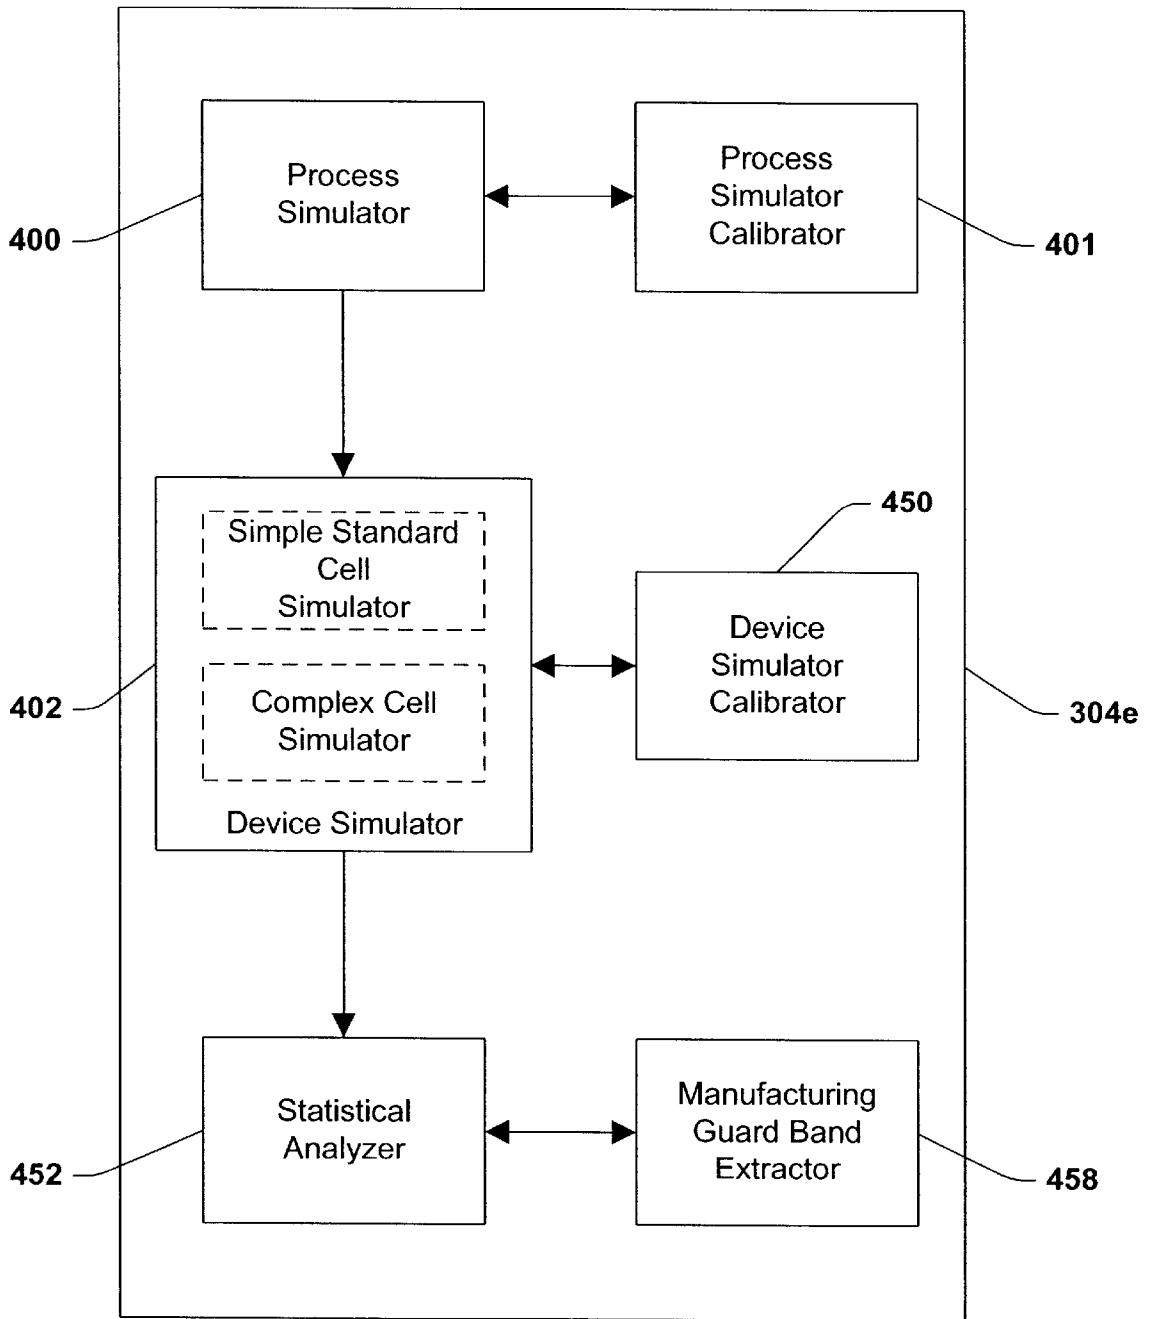 Process
Simulator
Process
Simulator
Calibrator
400
401
Simple Standard
Cell
Simulator
Complex Cell
Simulator
Device Simulator
402
450
Device
Simulator
Calibrator
304e
Statistical
Analyzer
Manufacturing
Guard Band
Extractor
452
458